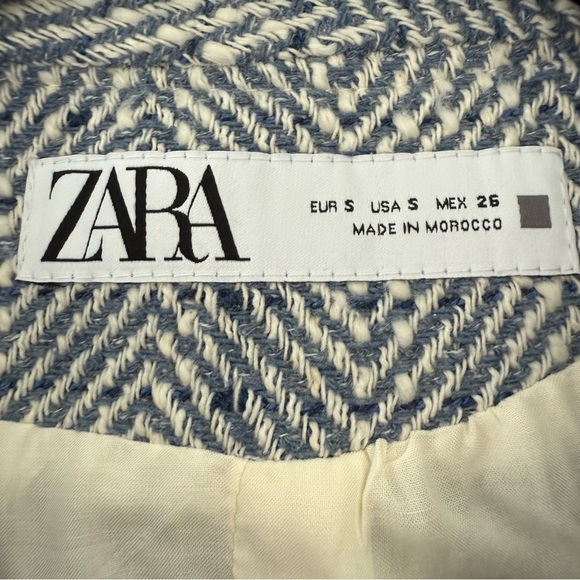 ZARA
EUR S USA S MEX 26
MADE IN MOROCCO